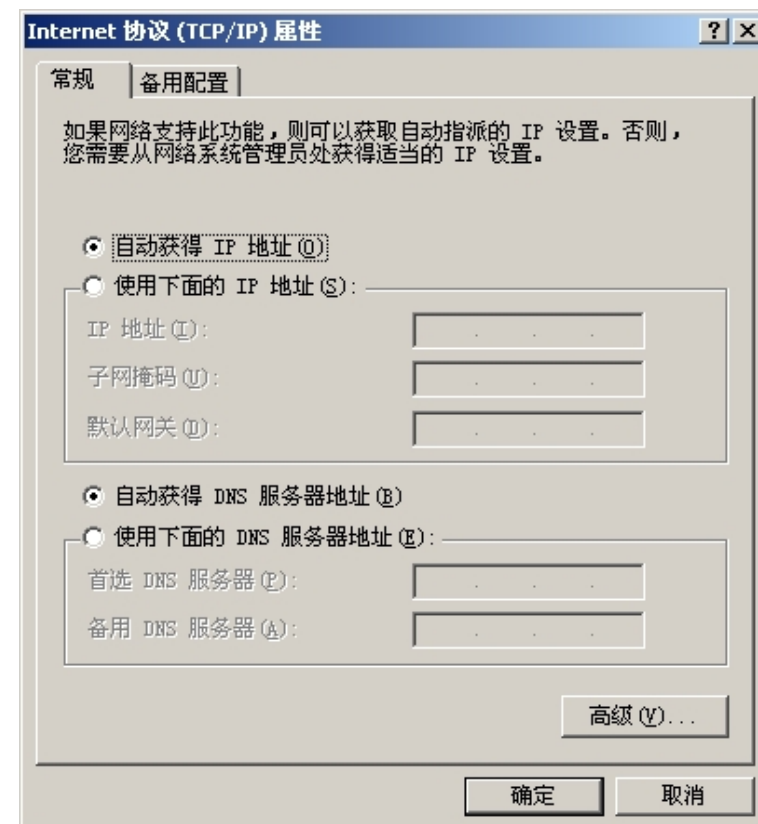 Internet 协议 (TCP/IP) 属性
常规 备用配置
如果网络支持此功能，则可以获取自动指派的 IP 设置。否则，
您需要从网络系统管理员处获得适当的 IP 设置。
自动获得 IP 地址(O)
使用下面的 IP 地址(S):
IP 地址(I):
子网掩码(U):
默认网关(D):
自动获得 DNS 服务器地址(B)
使用下面的 DNS 服务器地址(E):
首选 DNS 服务器(P):
备用 DNS 服务器(A):
高级(V)...
确定 取消